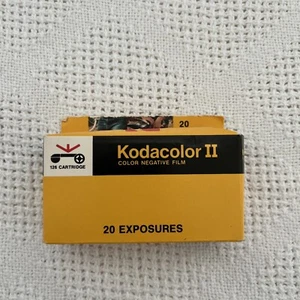 20
Kodacolor II
COLOR NEGATIVE FILM
126 CARTRIDGE
20 EXPOSURES